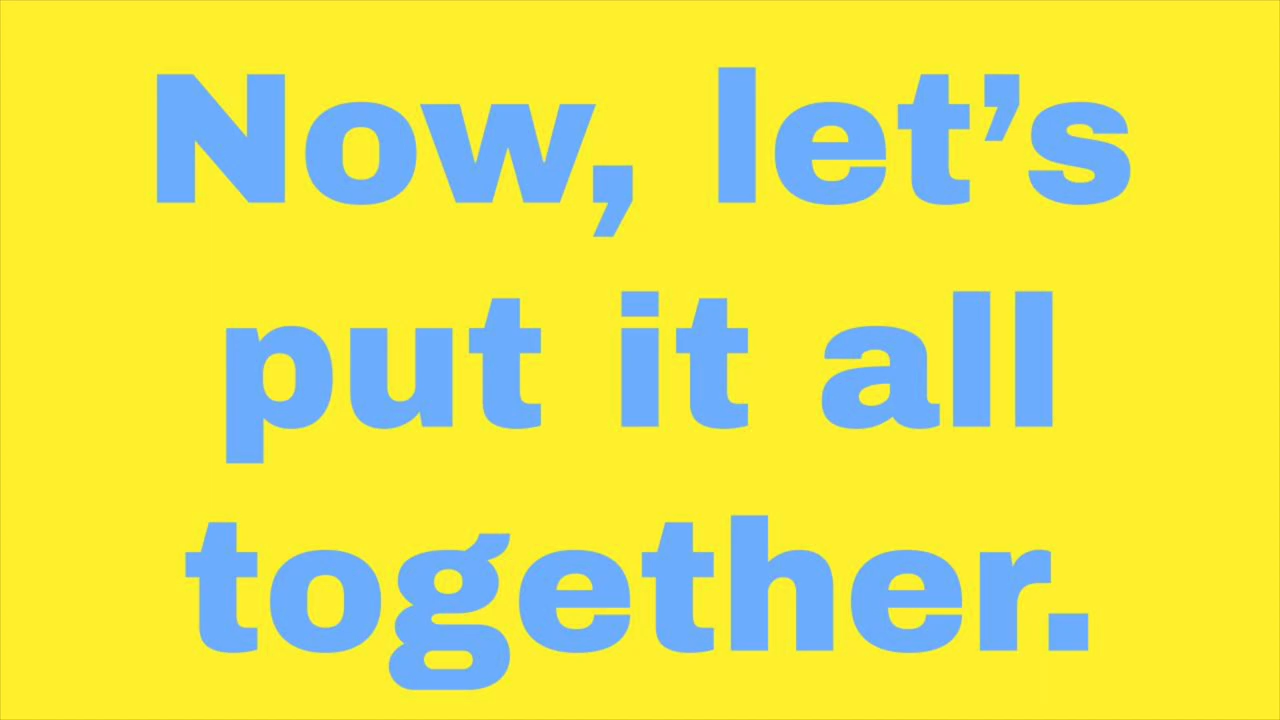 Now, let’s
put it all
together.